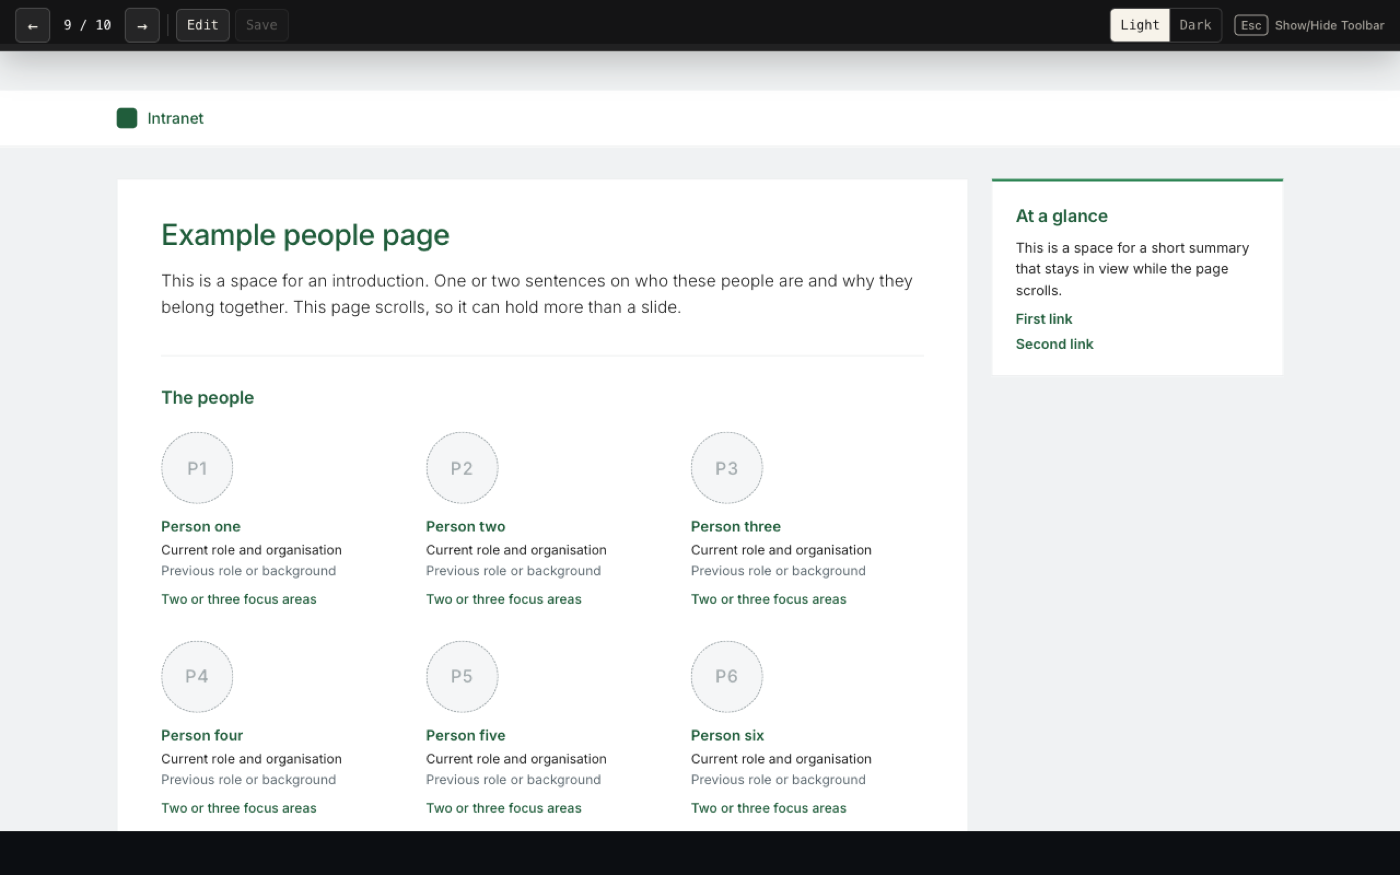 ← 9 / 10 → Edit Save Light Dark Esc Show/Hide Toolbar
Intranet
Example people page
This is a space for an introduction. One or two sentences on who these people are and why they
belong together. This page scrolls, so it can hold more than a slide.
The people
P1 P2 P3
Person one Person two Person three
Current role and organisation Current role and organisation Current role and organisation
Previous role or background Previous role or background Previous role or background
Two or three focus areas Two or three focus areas Two or three focus areas
P4 P5 P6
Person four Person five Person six
Current role and organisation Current role and organisation Current role and organisation
Previous role or background Previous role or background Previous role or background
Two or three focus areas Two or three focus areas Two or three focus areas
At a glance
This is a space for a short summary
that stays in view while the page
scrolls.
First link
Second link